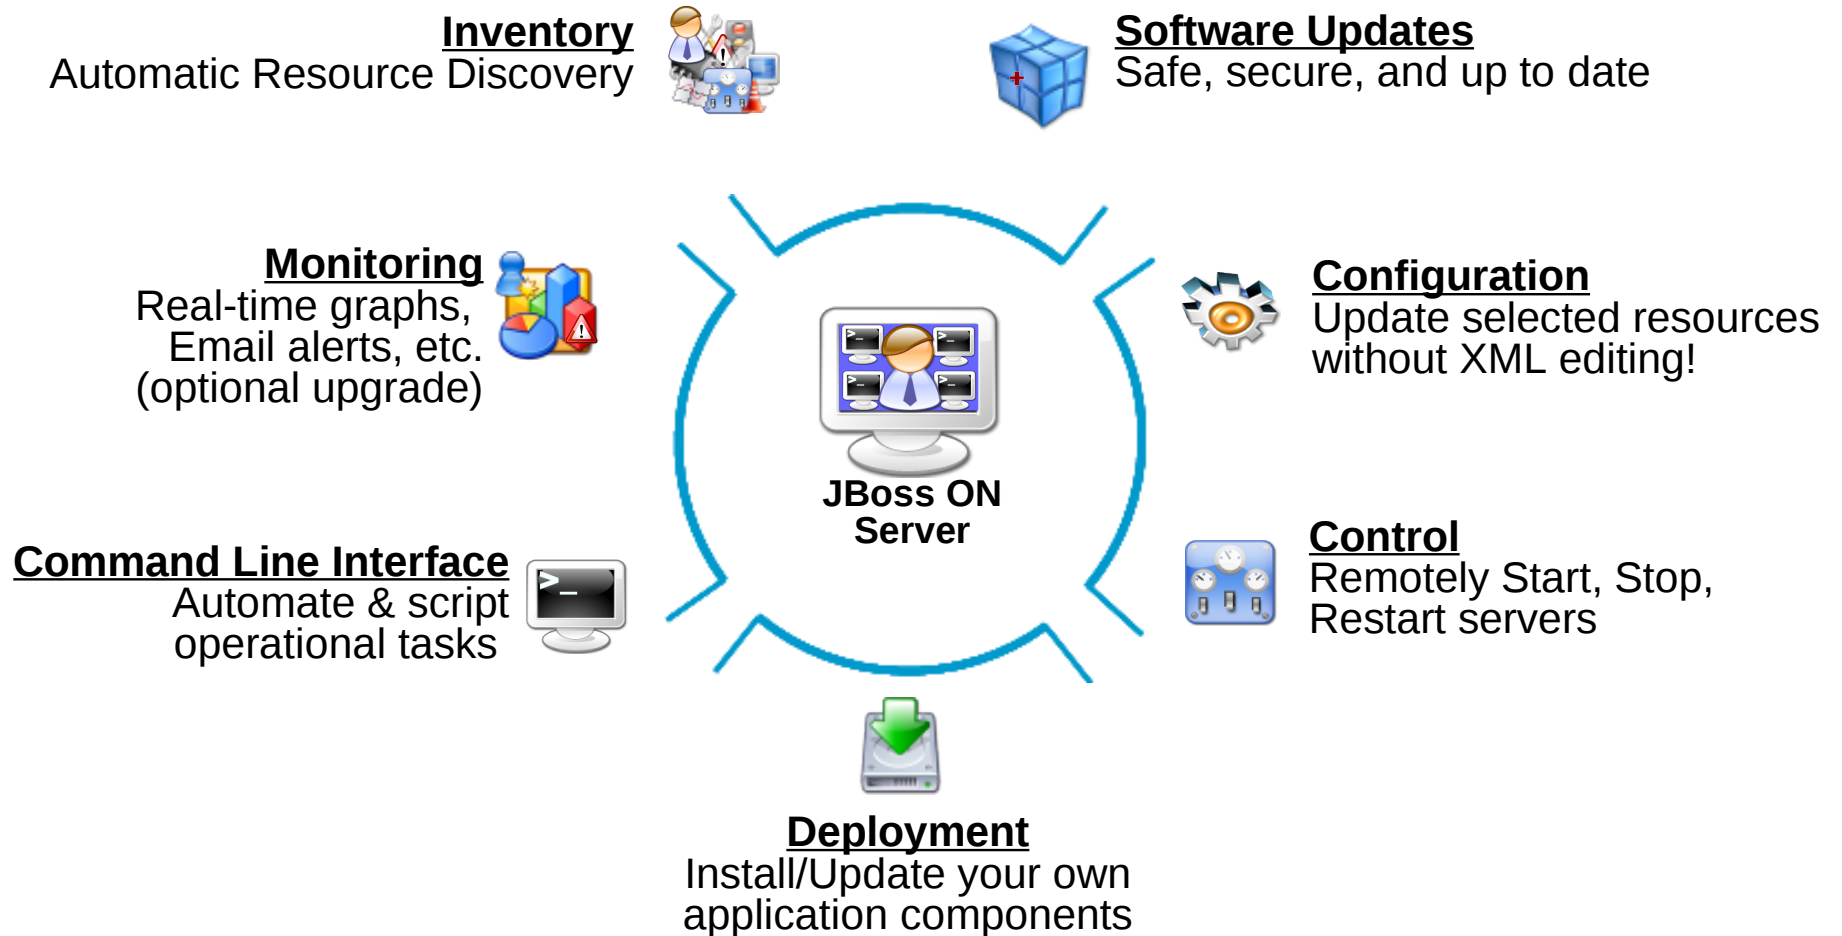 Inventory
Automatic Resource Discovery
Software Updates
Safe, secure, and up to date
Monitoring
Real-time graphs,
Email alerts, etc.
(optional upgrade)
Configuration
Update selected resources
without XML editing!
JBoss ON
Server
Command Line Interface
Automate & script
operational tasks
Control
Remotely Start, Stop,
Restart servers
Deployment
Install/Update your own
application components